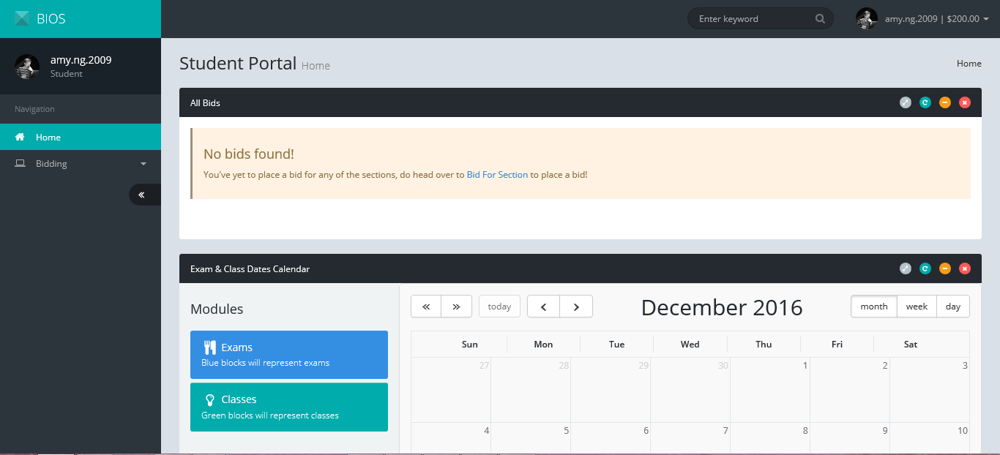 BIOS
Enter keyword
amy.ng.2009 | $200.00
amy.ng.2009
Student
Navigation
Home
Bidding
Student Portal Home
Home
All Bids
No bids found!
You've yet to place a bid for any of the sections, do head over to Bid For Section to place a bid!
Exam & Class Dates Calendar
Modules
Exams
Blue blocks will represent exams
Classes
Green blocks will represent classes
today
December 2016
month week day
Sun Mon Tue Wed Thu Fri Sat
27 28 29 30 1 2 3
4 5 6 7 8 9 10